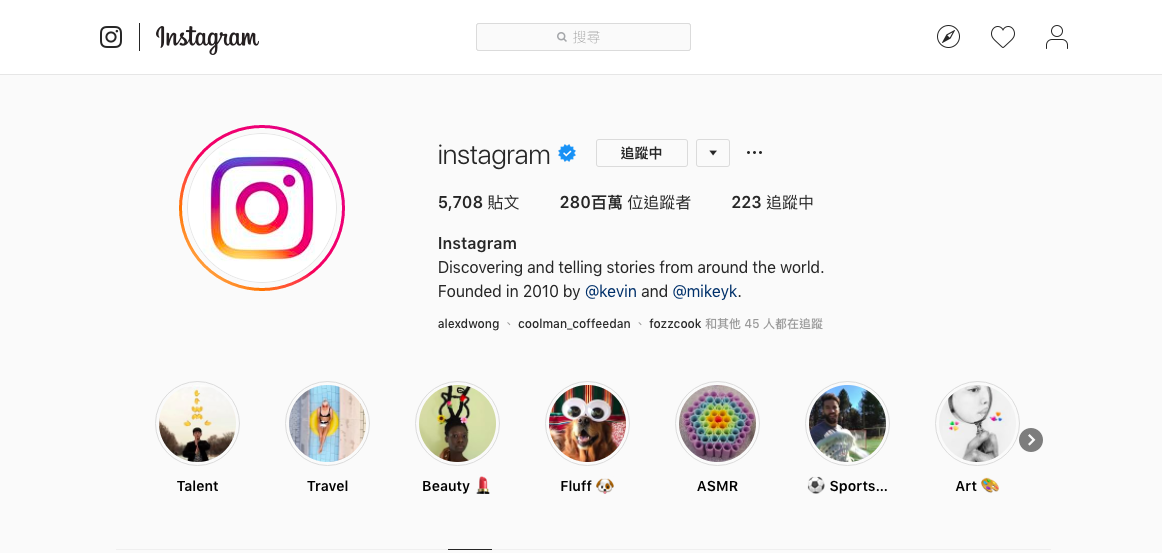 Instagram
搜尋
instagram 追蹤中 ...
5,708 貼文 280百萬 位追蹤者 223 追蹤中
Instagram
Discovering and telling stories from around the world.
Founded in 2010 by @kevin and @mikeyk.
alexdwong、coolman_coffeedan、fozzcook 和其他 45 人都在追蹤
Talent Travel Beauty 💄 Fluff 🐶 ASMR ⚽ Sports... Art 🎨